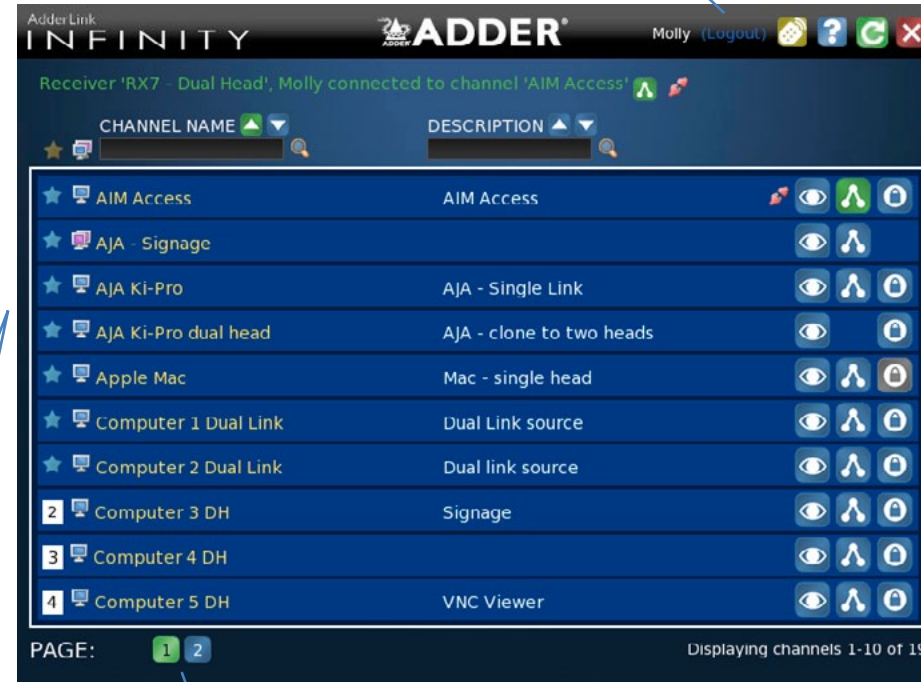 AdderLink
INFINITY
ADDER
ADDER®
Molly (Logout) ?
Receiver 'RX7 - Dual Head', Molly connected to channel 'AIM Access'
CHANNEL NAME DESCRIPTION
AIM Access AIM Access
AJA - Signage
AJA Ki-Pro AJA - Single Link
AJA Ki-Pro dual head AJA - clone to two heads
Apple Mac Mac - single head
Computer 1 Dual Link Dual Link source
Computer 2 Dual Link Dual link source
2 Computer 3 DH Signage
3 Computer 4 DH
4 Computer 5 DH VNC Viewer
PAGE: 1 2 Displaying channels 1-10 of 19